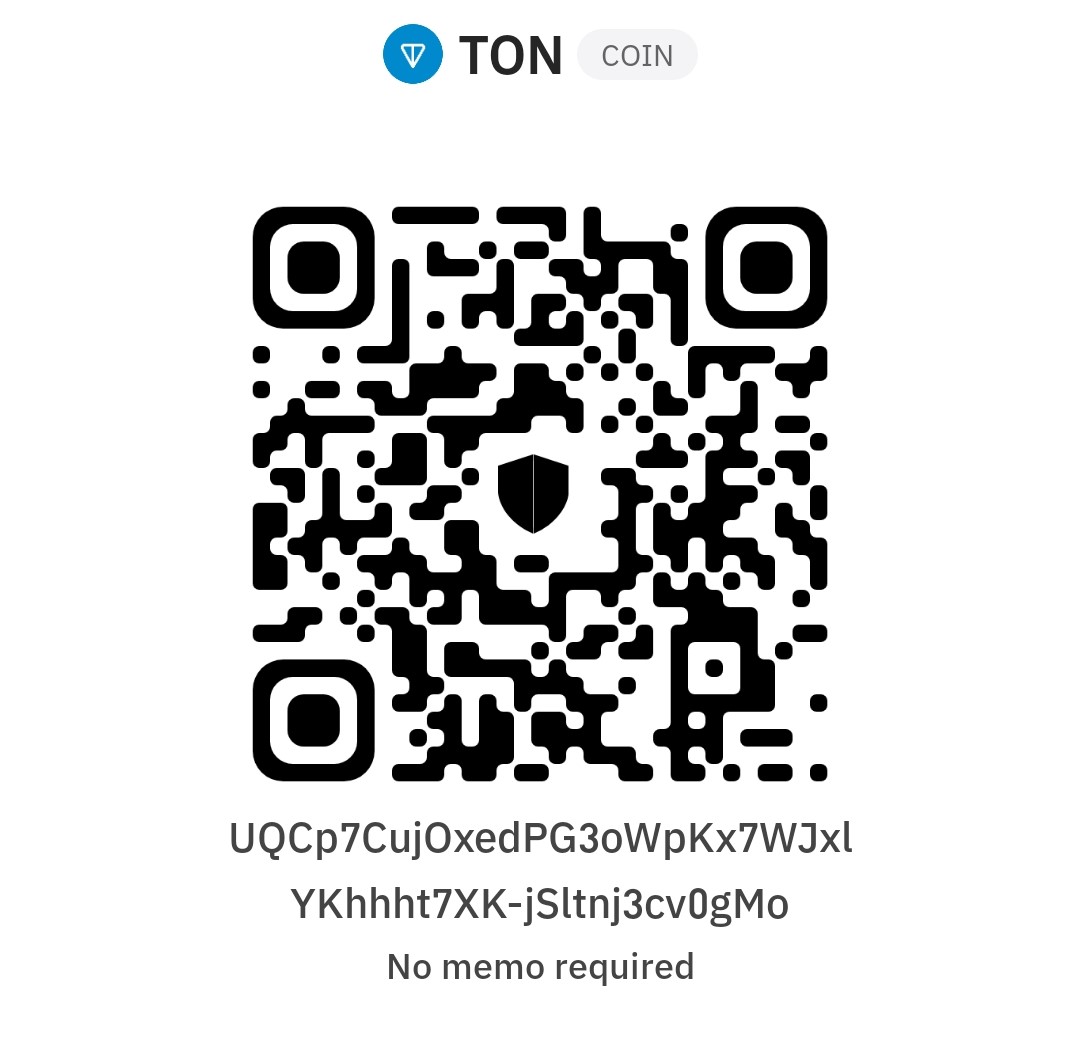 TON COIN
UQCp7CujOxedPG3oWpKx7WJxl
YKhhht7XK-jSltnj3cv0gMo
No memo required